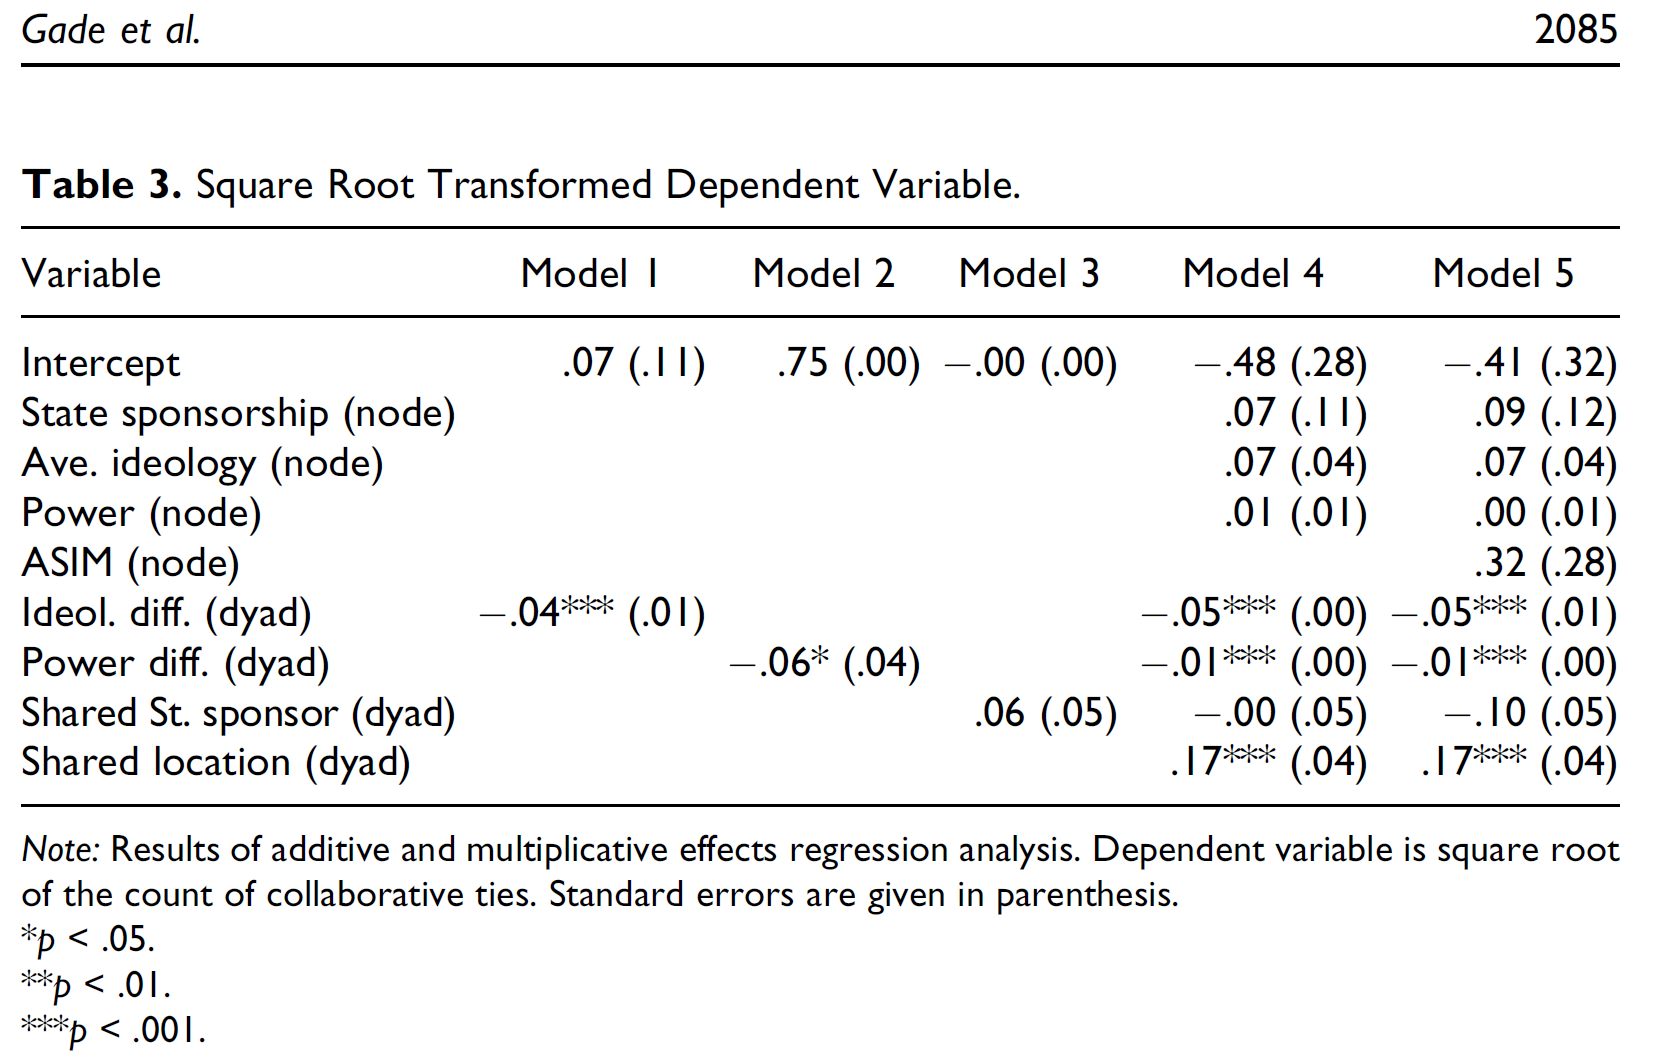 Gade et al. 2085
Table 3. Square Root Transformed Dependent Variable.
Variable Model 1 Model 2 Model 3 Model 4 Model 5
Intercept .07 (.11) .75 (.00) −.00 (.00) −.48 (.28) −.41 (.32)
State sponsorship (node) .07 (.11) .09 (.12)
Ave. ideology (node) .07 (.04) .07 (.04)
Power (node) .01 (.01) .00 (.01)
ASIM (node) .32 (.28)
Ideol. diff. (dyad) −.04*** (.01) −.05*** (.00) −.05*** (.01)
Power diff. (dyad) −.06* (.04) −.01*** (.00) −.01*** (.00)
Shared St. sponsor (dyad) .06 (.05) −.00 (.05) −.10 (.05)
Shared location (dyad) .17*** (.04) .17*** (.04)
Note: Results of additive and multiplicative effects regression analysis. Dependent variable is square root
of the count of collaborative ties. Standard errors are given in parenthesis.
*p < .05.
**p < .01.
***p < .001.